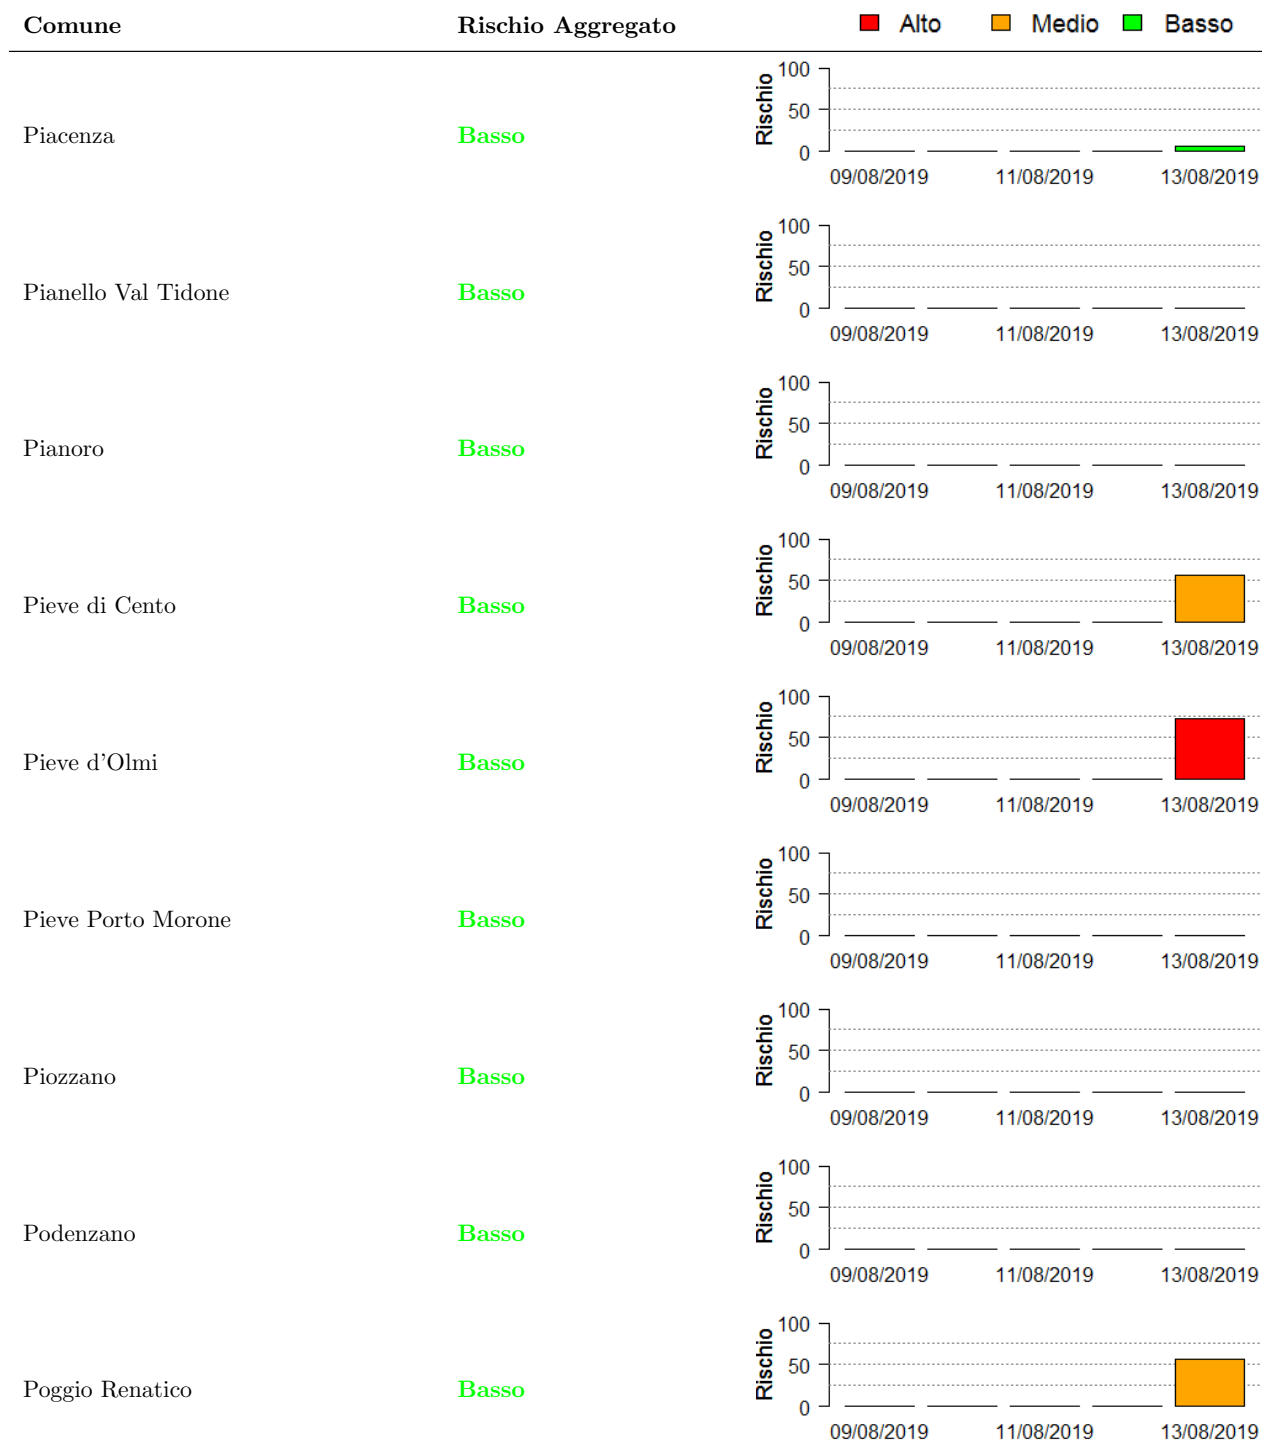 Comune Rischio Aggregato Alto Medio Basso
Piacenza Basso Rischio 100 50 0
09/08/2019 11/08/2019 13/08/2019
Pianello Val Tidone Basso Rischio 100 50 0
09/08/2019 11/08/2019 13/08/2019
Pianoro Basso Rischio 100 50 0
09/08/2019 11/08/2019 13/08/2019
Pieve di Cento Basso Rischio 100 50 0
09/08/2019 11/08/2019 13/08/2019
Pieve d'Olmi Basso Rischio 100 50 0
09/08/2019 11/08/2019 13/08/2019
Pieve Porto Morone Basso Rischio 100 50 0
09/08/2019 11/08/2019 13/08/2019
Piozzano Basso Rischio 100 50 0
09/08/2019 11/08/2019 13/08/2019
Podenzano Basso Rischio 100 50 0
09/08/2019 11/08/2019 13/08/2019
Poggio Renatico Basso Rischio 100 50 0
09/08/2019 11/08/2019 13/08/2019